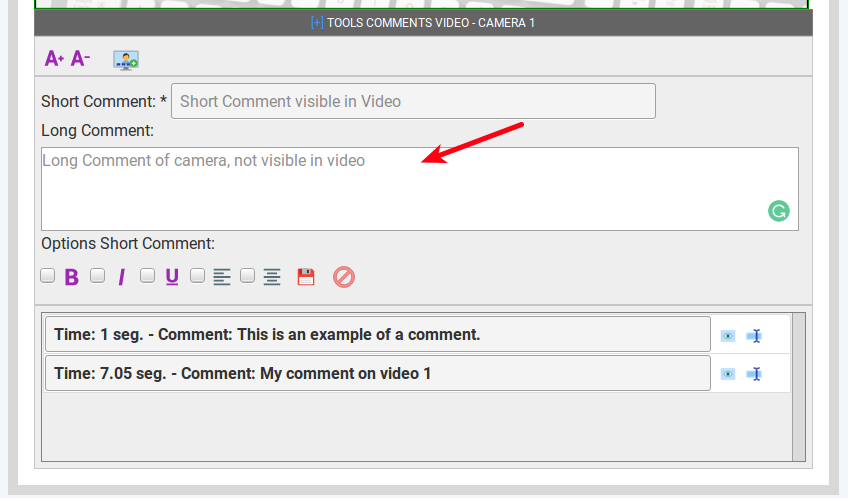 [+] TOOLS COMMENTS VIDEO - CAMERA 1
A+ A-
Short Comment: * Short Comment visible in Video
Long Comment:
Long Comment of camera, not visible in video
Options Short Comment:
B I U
Time: 1 seg. - Comment: This is an example of a comment.
Time: 7.05 seg. - Comment: My comment on video 1